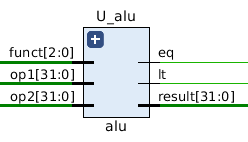 U_alu
funct[2:0]
op1[31:0]
op2[31:0]
eq
lt
result[31:0]
alu